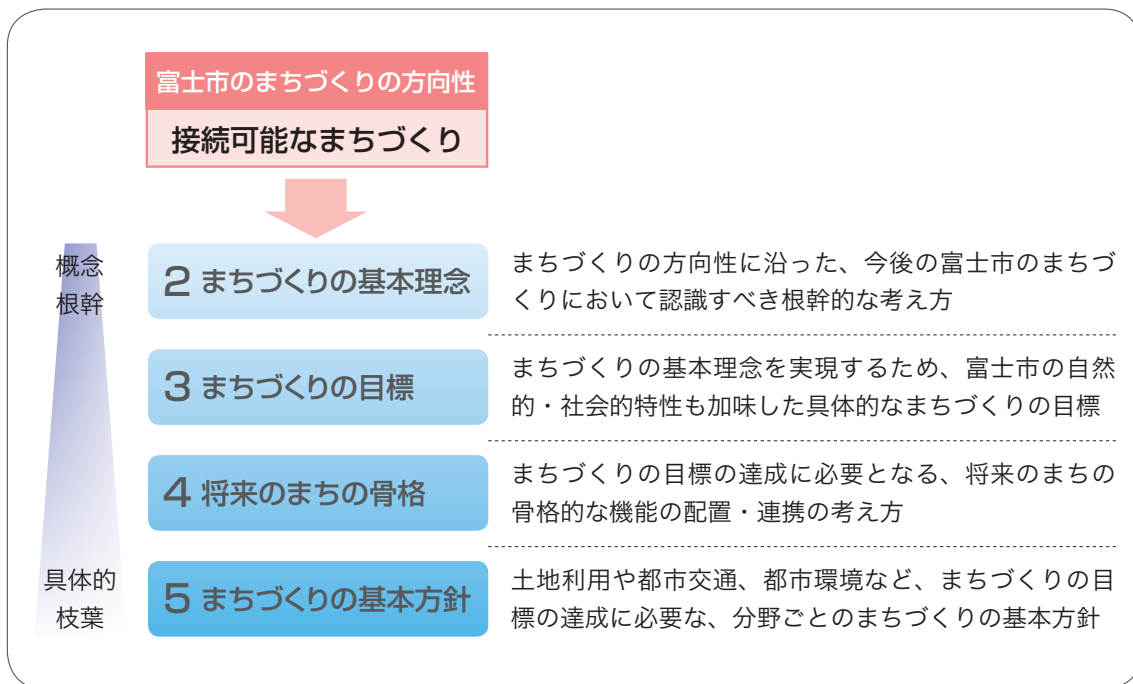 富士市のまちづくりの方向性
接続可能なまちづくり
概念
根幹
2 まちづくりの基本理念
まちづくりの方向性に沿った、今後の富士市のまちづ
くりにおいて認識すべき根幹的な考え方
3 まちづくりの目標
まちづくりの基本理念を実現するため、富士市の自然
的・社会的特性も加味した具体的なまちづくりの目標
4 将来のまちの骨格
まちづくりの目標の達成に必要となる、将来のまちの
骨格的な機能の配置・連携の考え方
具体的
枝葉
5 まちづくりの基本方針
土地利用や都市交通、都市環境など、まちづくりの目
標の達成に必要な、分野ごとのまちづくりの基本方針